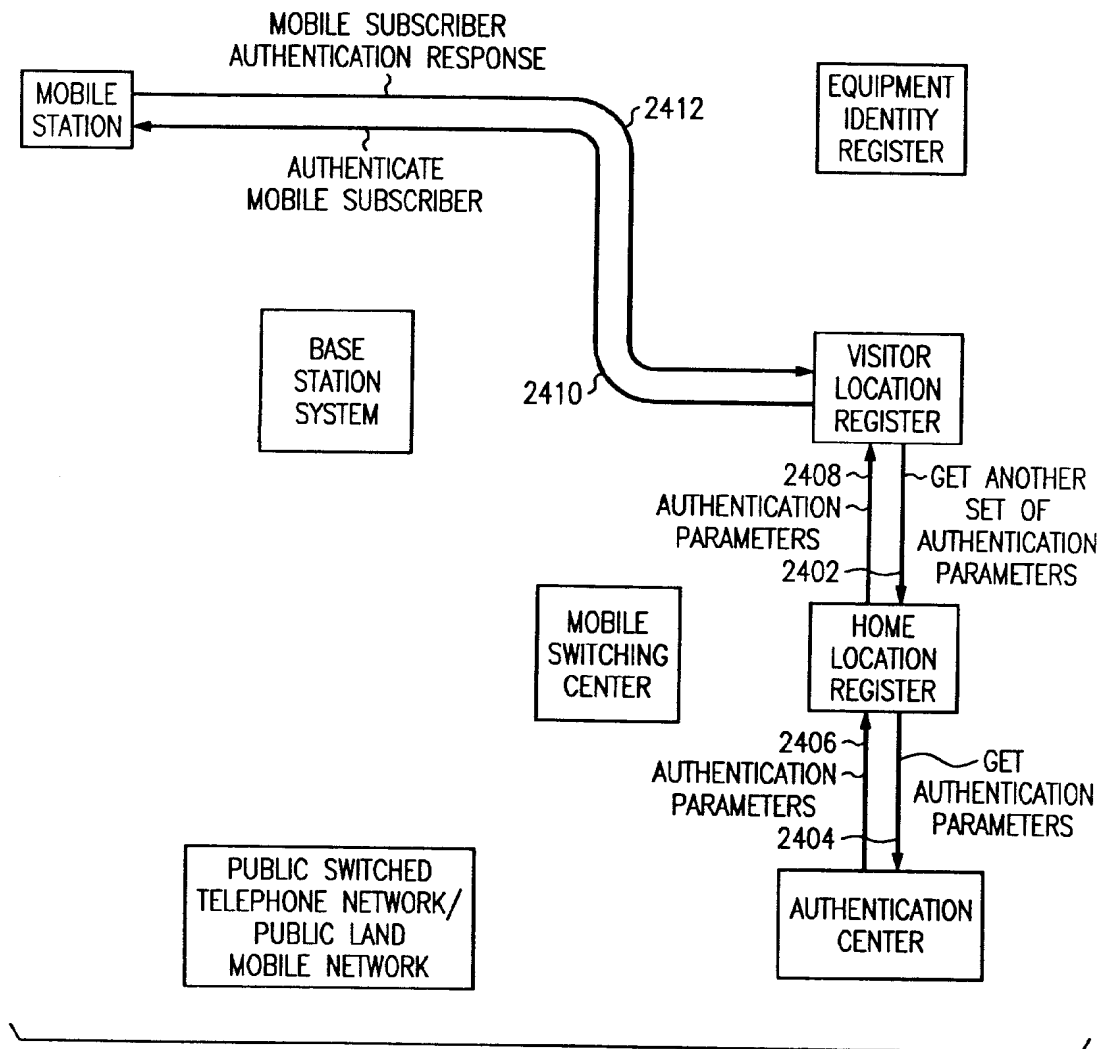 MOBILE SUBSCRIBER
AUTHENTICATION RESPONSE
MOBILE
STATION
2412
EQUIPMENT
IDENTITY
REGISTER
AUTHENTICATE
MOBILE SUBSCRIBER
BASE
STATION
SYSTEM
2410
VISITOR
LOCATION
REGISTER
2408
AUTHENTICATION
PARAMETERS
GET ANOTHER
SET OF
AUTHENTICATION
PARAMETERS
2402
MOBILE
SWITCHING
CENTER
HOME
LOCATION
REGISTER
2406
AUTHENTICATION
PARAMETERS
GET
AUTHENTICATION
PARAMETERS
2404
PUBLIC SWITCHED
TELEPHONE NETWORK/
PUBLIC LAND
MOBILE NETWORK
AUTHENTICATION
CENTER